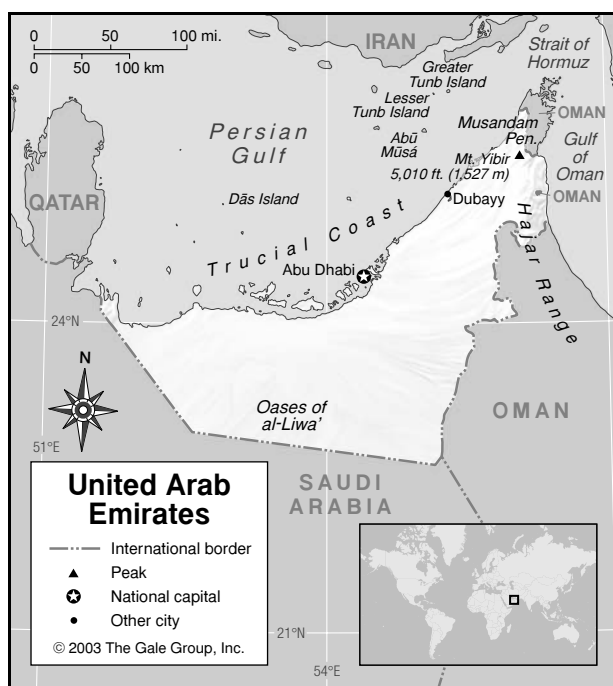 0 50 100 mi.
0 50 100 km
IRAN
Strait of
Hormuz
Greater
Tunb Island
Lesser
Tunb Island
OMAN
Persian
Gulf
Abū
Mūsá
Musandam
Pen.
Gulf
of
Oman
Mt. Yibir
5,010 ft. (1,527 m)
QATAR
Dās Island
Dubayy
OMAN
Trucial Coast
Hajar Range
Abu Dhabi
24°N
N
OMAN
Oases of
al-Liwa'
51°E
SAUDI
ARABIA
United Arab
Emirates
International border
Peak
National capital
Other city
© 2003 The Gale Group, Inc.
21°N
54°E